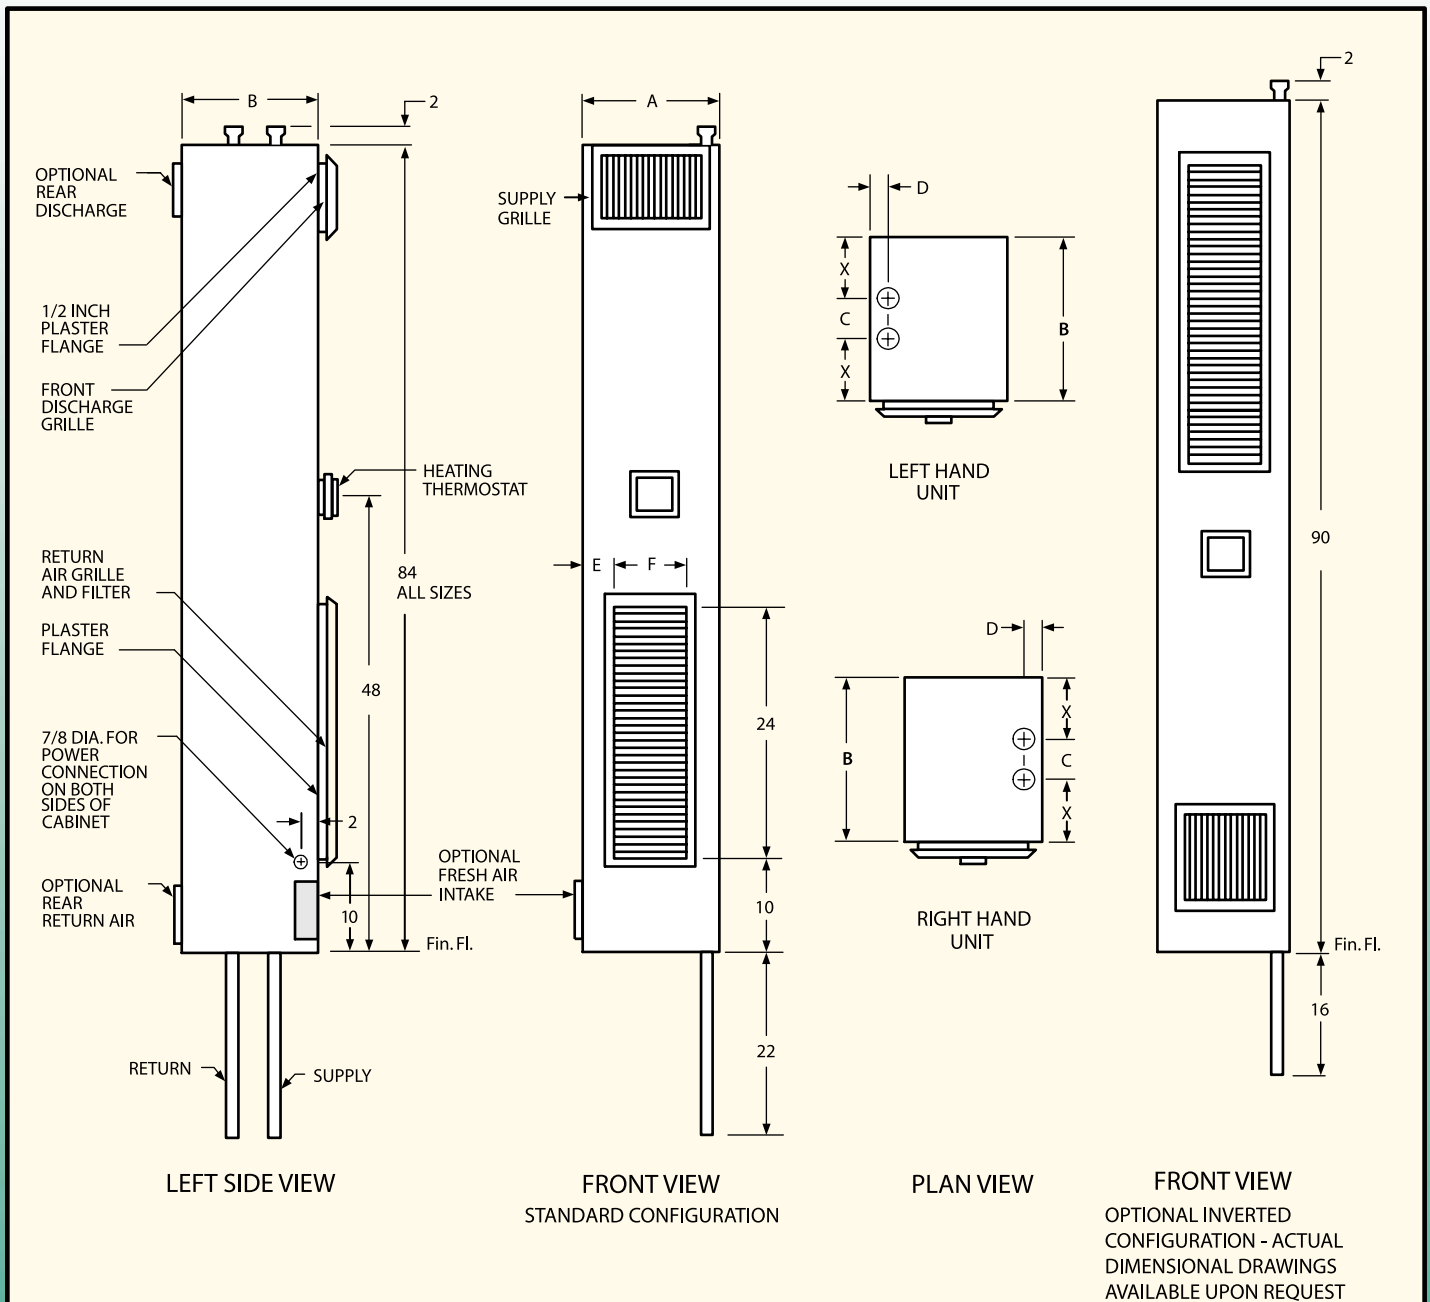 B
2
OPTIONAL
REAR
DISCHARGE
1/2 INCH
PLASTER
FLANGE
FRONT
DISCHARGE
GRILLE
HEATING
THERMOSTAT
RETURN
AIR GRILLE
AND FILTER
84
ALL SIZES
PLASTER
FLANGE
48
7/8 DIA. FOR
POWER
CONNECTION
ON BOTH
SIDES OF
CABINET
2
OPTIONAL
REAR
RETURN AIR
10
Fin. Fl.
OPTIONAL
FRESH AIR
INTAKE
RETURN
SUPPLY
LEFT SIDE VIEW
A
SUPPLY
GRILLE
E
F
24
10
22
FRONT VIEW
STANDARD CONFIGURATION
D
X
C
X
B
LEFT HAND
UNIT
D
B
X
C
X
RIGHT HAND
UNIT
PLAN VIEW
2
90
Fin. Fl.
16
FRONT VIEW
OPTIONAL INVERTED
CONFIGURATION - ACTUAL
DIMENSIONAL DRAWINGS
AVAILABLE UPON REQUEST